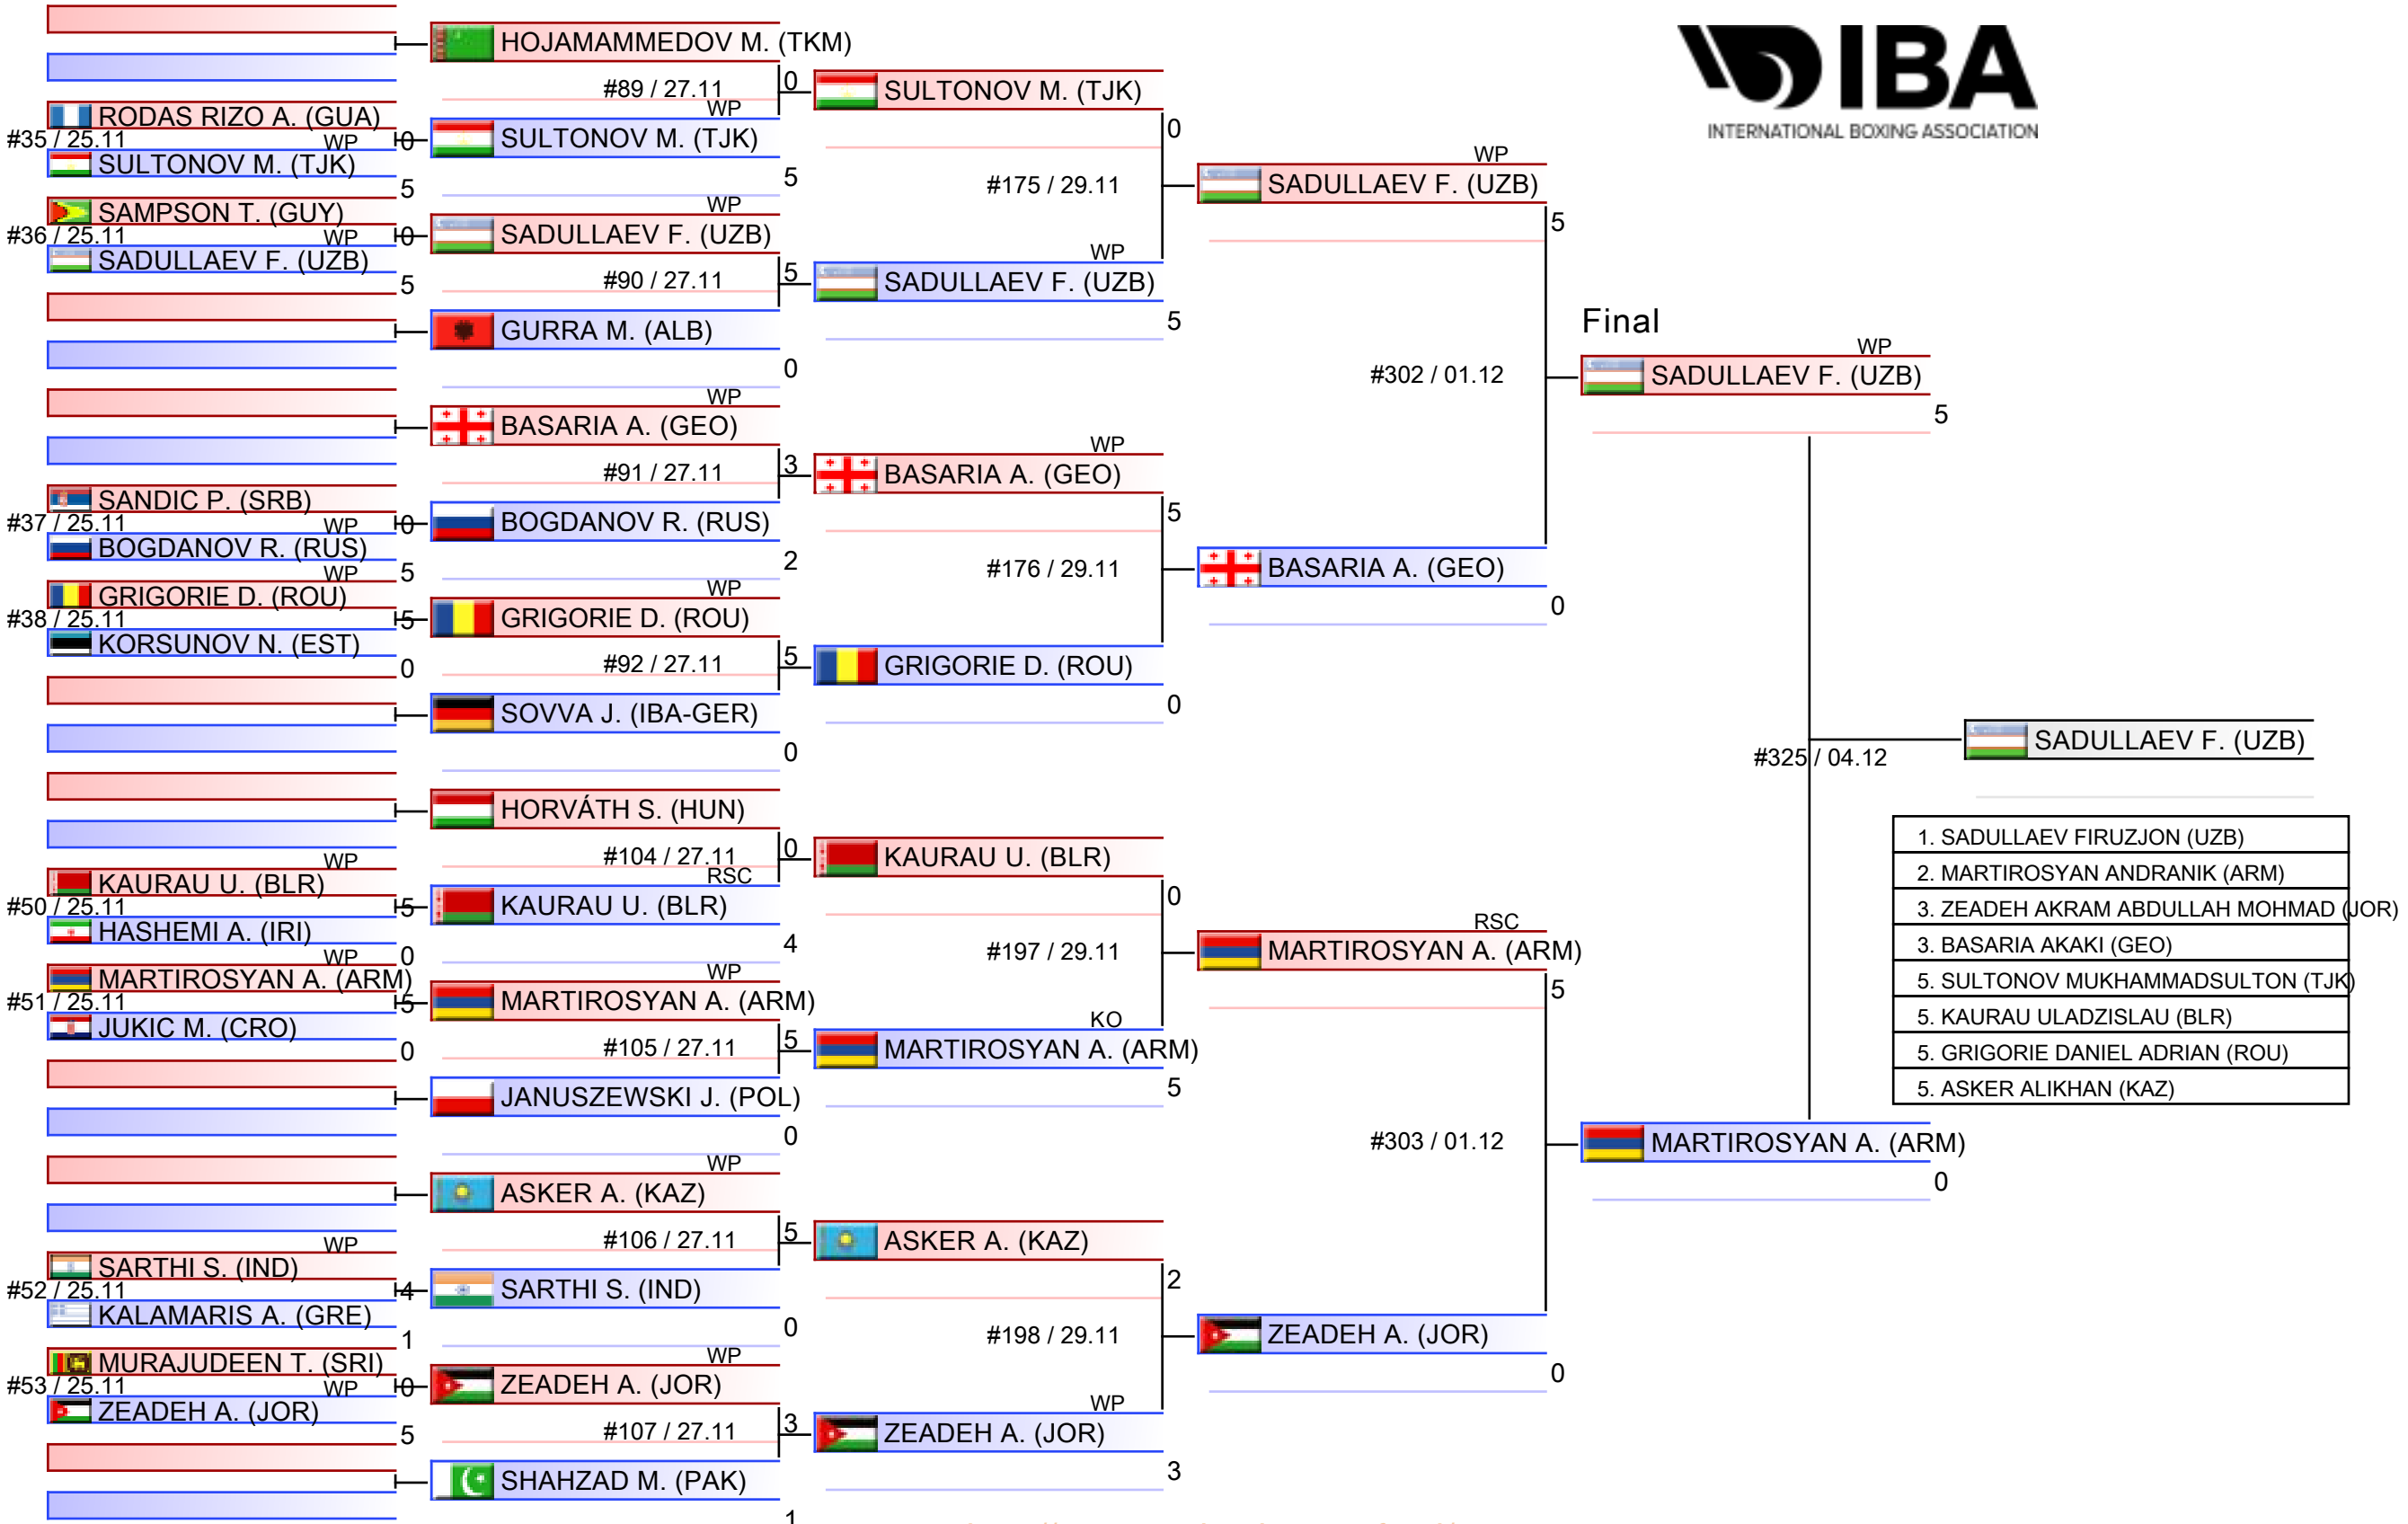 IBA
INTERNATIONAL BOXING ASSOCIATION
RODAS RIZO A. (GUA)
#35 / 25.11 WP 0
SULTONOV M. (TJK)
5
SAMPSON T. (GUY)
#36 / 25.11 WP 0
SADULLAEV F. (UZB)
5
SANDIC P. (SRB)
#37 / 25.11 WP 0
BOGDANOV R. (RUS)
5
WP
GRIGORIE D. (ROU)
#38 / 25.11 5
KORSUNOV N. (EST)
0
WP
KAURAU U. (BLR)
#50 / 25.11 5
HASHEMI A. (IRI)
0
WP
MARTIROSYAN A. (ARM)
#51 / 25.11 5
JUKIC M. (CRO)
0
WP
SARTHI S. (IND)
#52 / 25.11 4
KALAMARIS A. (GRE)
1
MURAJUDEEN T. (SRI)
#53 / 25.11 WP 0
ZEADEH A. (JOR)
5
HOJAMAMMEDOV M. (TKM)
#89 / 27.11 0
WP
SULTONOV M. (TJK)
5
WP
SADULLAEV F. (UZB)
#90 / 27.11 5
GURRA M. (ALB)
0
WP
BASARIA A. (GEO)
#91 / 27.11 3
BOGDANOV R. (RUS)
2
WP
GRIGORIE D. (ROU)
#92 / 27.11 5
SOVVA J. (IBA-GER)
0
HORVÁTH S. (HUN)
#104 / 27.11 0
RSC
KAURAU U. (BLR)
4
WP
MARTIROSYAN A. (ARM)
#105 / 27.11 5
JANUSZEWSKI J. (POL)
0
WP
ASKER A. (KAZ)
#106 / 27.11 5
SARTHI S. (IND)
0
WP
ZEADEH A. (JOR)
#107 / 27.11 3
SHAHZAD M. (PAK)
1
SULTONOV M. (TJK)
0
#175 / 29.11
WP
SADULLAEV F. (UZB)
5
WP
BASARIA A. (GEO)
5
#176 / 29.11
GRIGORIE D. (ROU)
0
KAURAU U. (BLR)
0
#197 / 29.11
KO
MARTIROSYAN A. (ARM)
5
ASKER A. (KAZ)
2
#198 / 29.11
WP
ZEADEH A. (JOR)
3
WP
SADULLAEV F. (UZB)
5
#302 / 01.12
BASARIA A. (GEO)
0
RSC
MARTIROSYAN A. (ARM)
5
#303 / 01.12
ZEADEH A. (JOR)
0
Final
WP
SADULLAEV F. (UZB)
5
#325 / 04.12
MARTIROSYAN A. (ARM)
0
SADULLAEV F. (UZB)
1. SADULLAEV FIRUZJON (UZB)
2. MARTIROSYAN ANDRANIK (ARM)
3. ZEADEH AKRAM ABDULLAH MOHMAD (JOR)
3. BASARIA AKAKI (GEO)
5. SULTONOV MUKHAMMADSULTON (TJK)
5. KAURAU ULADZISLAU (BLR)
5. GRIGORIE DANIEL ADRIAN (ROU)
5. ASKER ALIKHAN (KAZ)